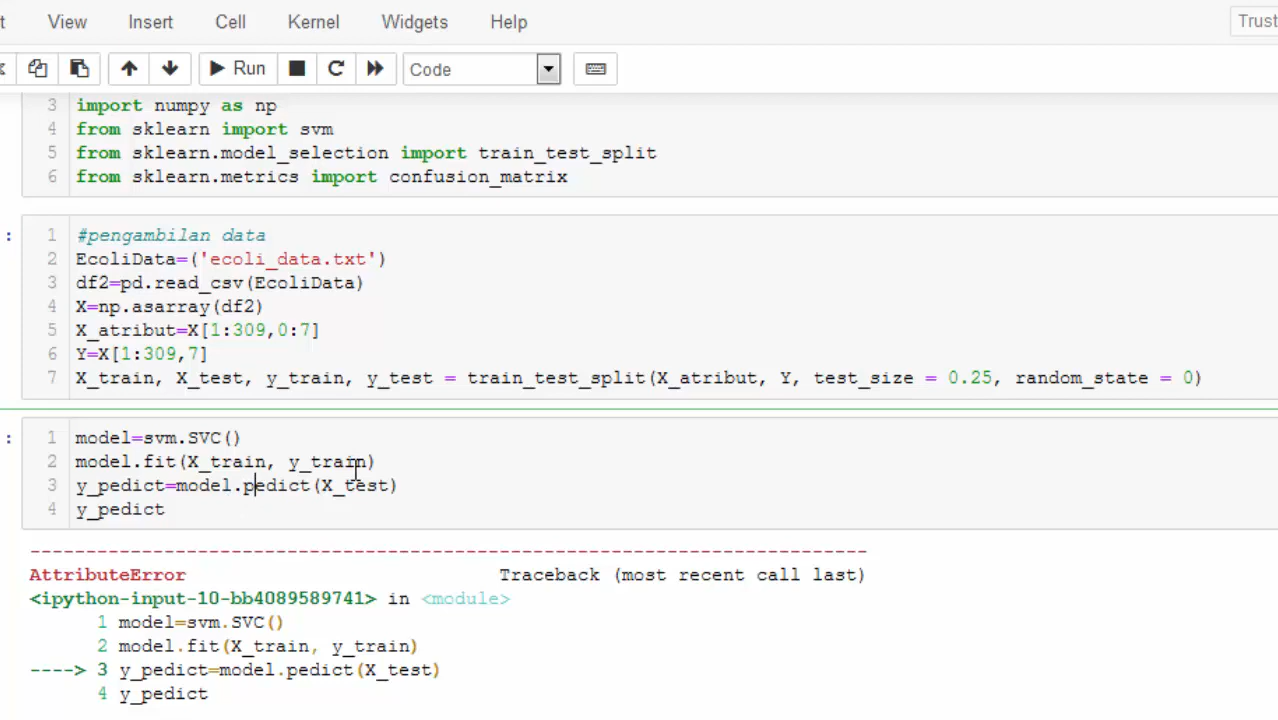 t View Insert Cell Kernel Widgets Help Trust
Run Code
3 import numpy as np
4 from sklearn import svm
5 from sklearn.model_selection import train_test_split
6 from sklearn.metrics import confusion_matrix
: 1 #pengambilan data
2 EcoliData=('ecoli_data.txt')
3 df2=pd.read_csv(EcoliData)
4 X=np.asarray(df2)
5 X_atribut=X[1:309,0:7]
6 Y=X[1:309,7]
7 X_train, X_test, y_train, y_test = train_test_split(X_atribut, Y, test_size = 0.25, random_state = 0)
: 1 model=svm.SVC()
2 model.fit(X_train, y_train)
3 y_pedict=model.pedict(X_test)
4 y_pedict
---------------------------------------------------------------------------
AttributeError Traceback (most recent call last)
<ipython-input-10-bb4089589741> in <module>
1 model=svm.SVC()
2 model.fit(X_train, y_train)
----> 3 y_pedict=model.pedict(X_test)
4 y_pedict